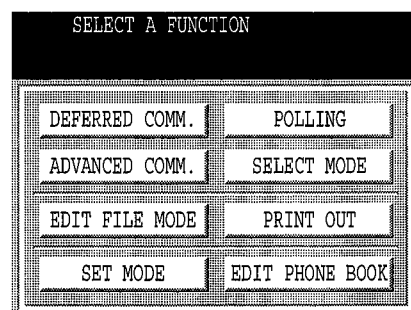 SELECT A FUNCTION
DEFERRED COMM.
POLLING
ADVANCED COMM.
SELECT MODE
EDIT FILE MODE
PRINT OUT
SET MODE
EDIT PHONE BOOK